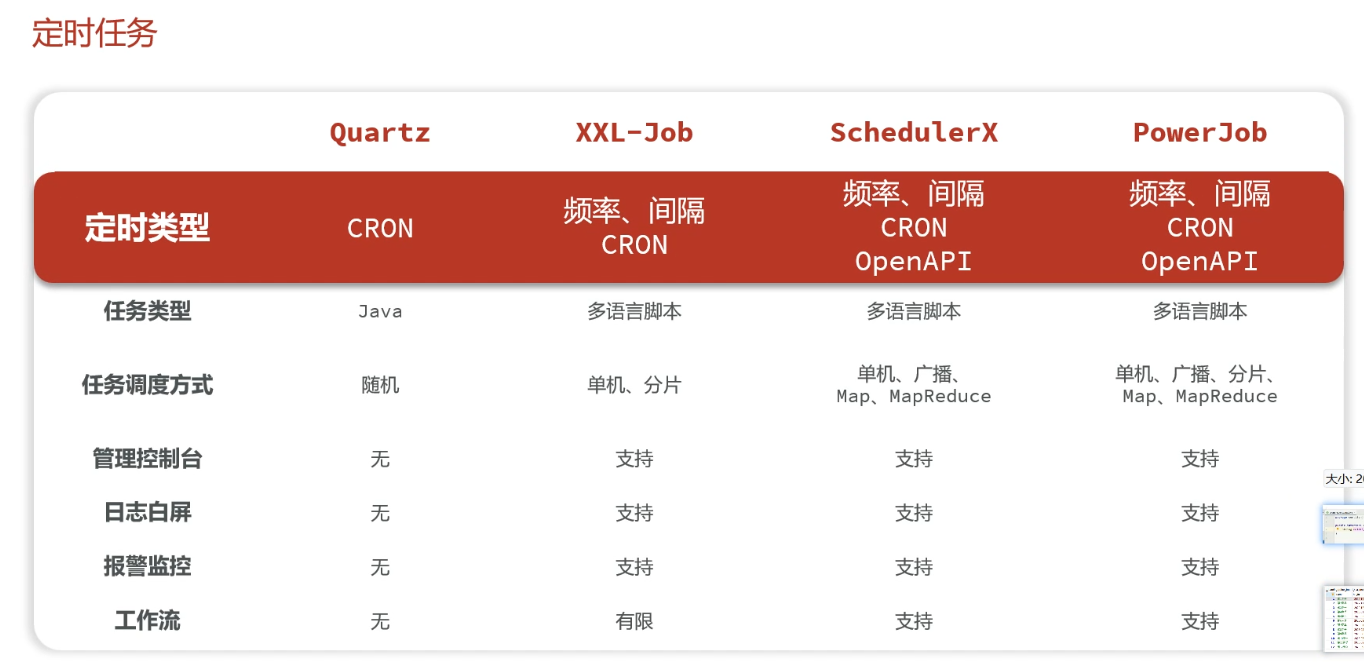 定时任务
Quartz XXL-Job SchedulerX PowerJob
定时类型 CRON 频率、间隔 CRON 频率、间隔 CRON OpenAPI 频率、间隔 CRON OpenAPI
任务类型 Java 多语言脚本 多语言脚本 多语言脚本
任务调度方式 随机 单机、分片 单机、广播、 Map、MapReduce 单机、广播、分片、 Map、MapReduce
管理控制台 无 支持 支持 支持
大小: 20
日志白屏 无 支持 支持 支持
报警监控 无 支持 支持 支持
工作流 无 有限 支持 支持